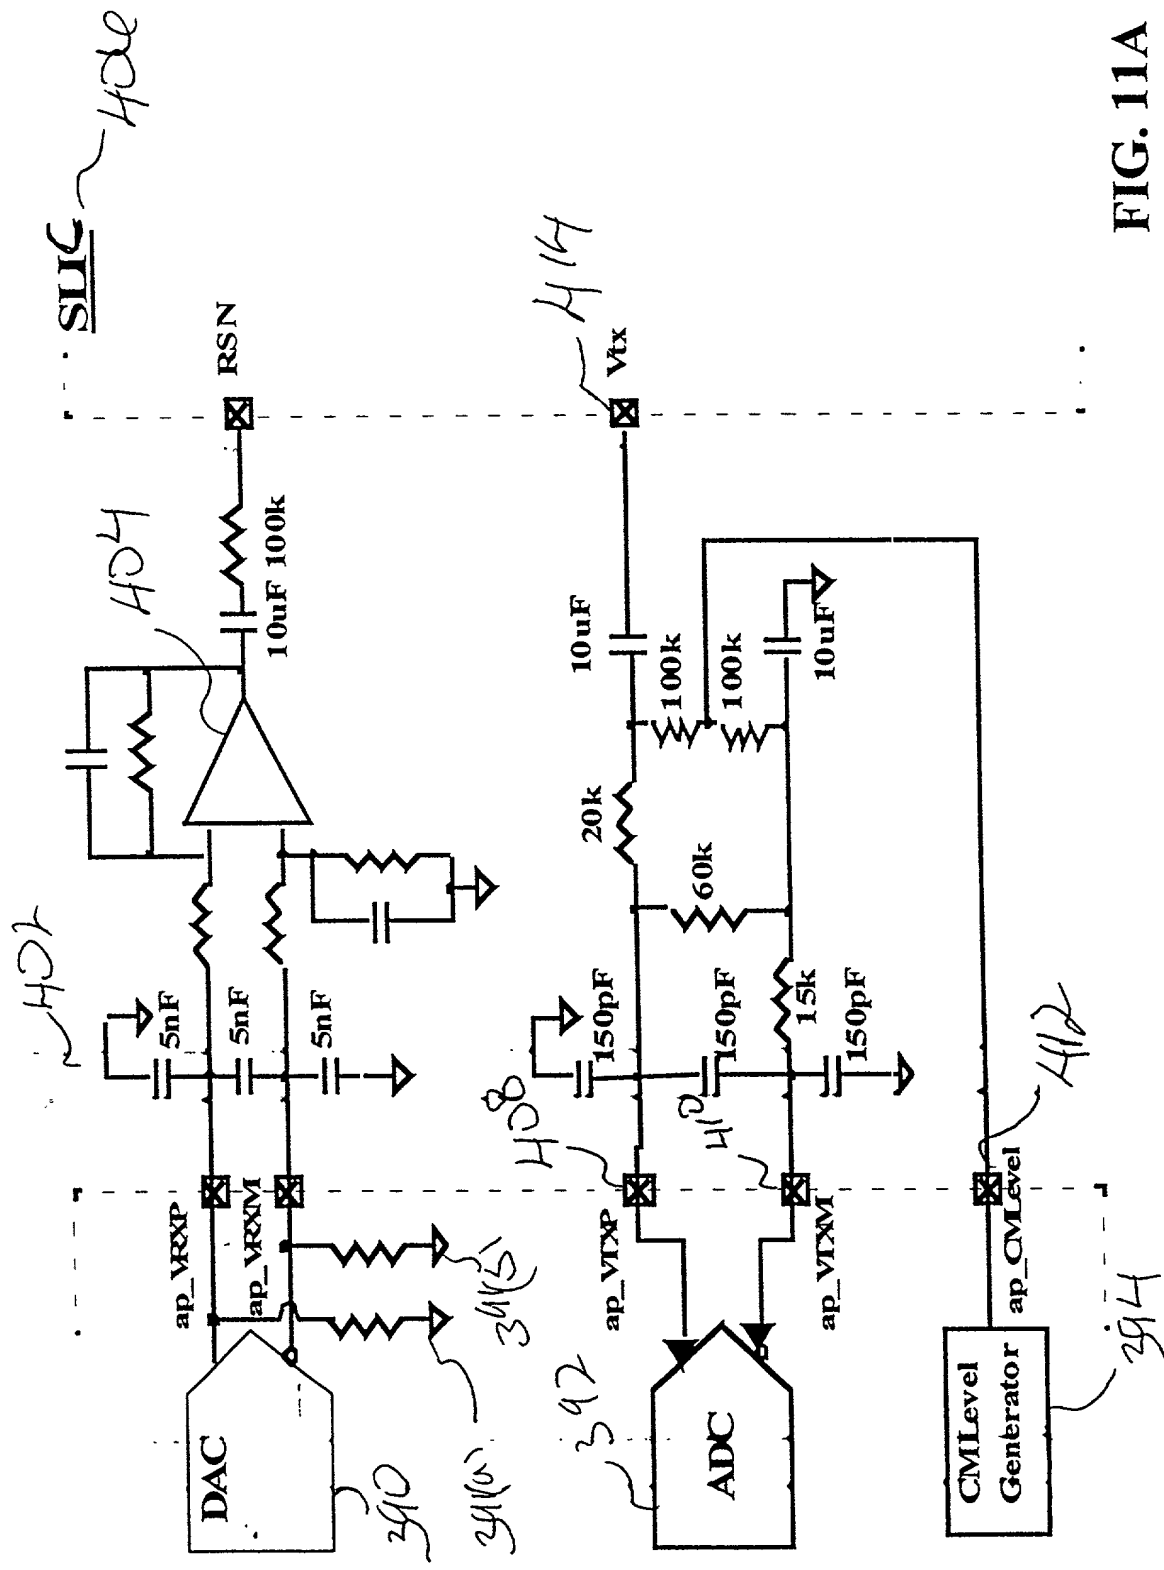 SLIC
406
RSN
404
10uF 100k
402
5nF
5nF
5nF
ap_VRXP
ap_VRXM
DAC
390
414
Vtx
10uF
100k
100k
10uF
20k
60k
15k
150pF
150pF
150pF
408
410
412
ap_VTXP
ap_VTXM
ap_CMLevel
392
ADC
CMLevel
Generator
394
FIG. 11A